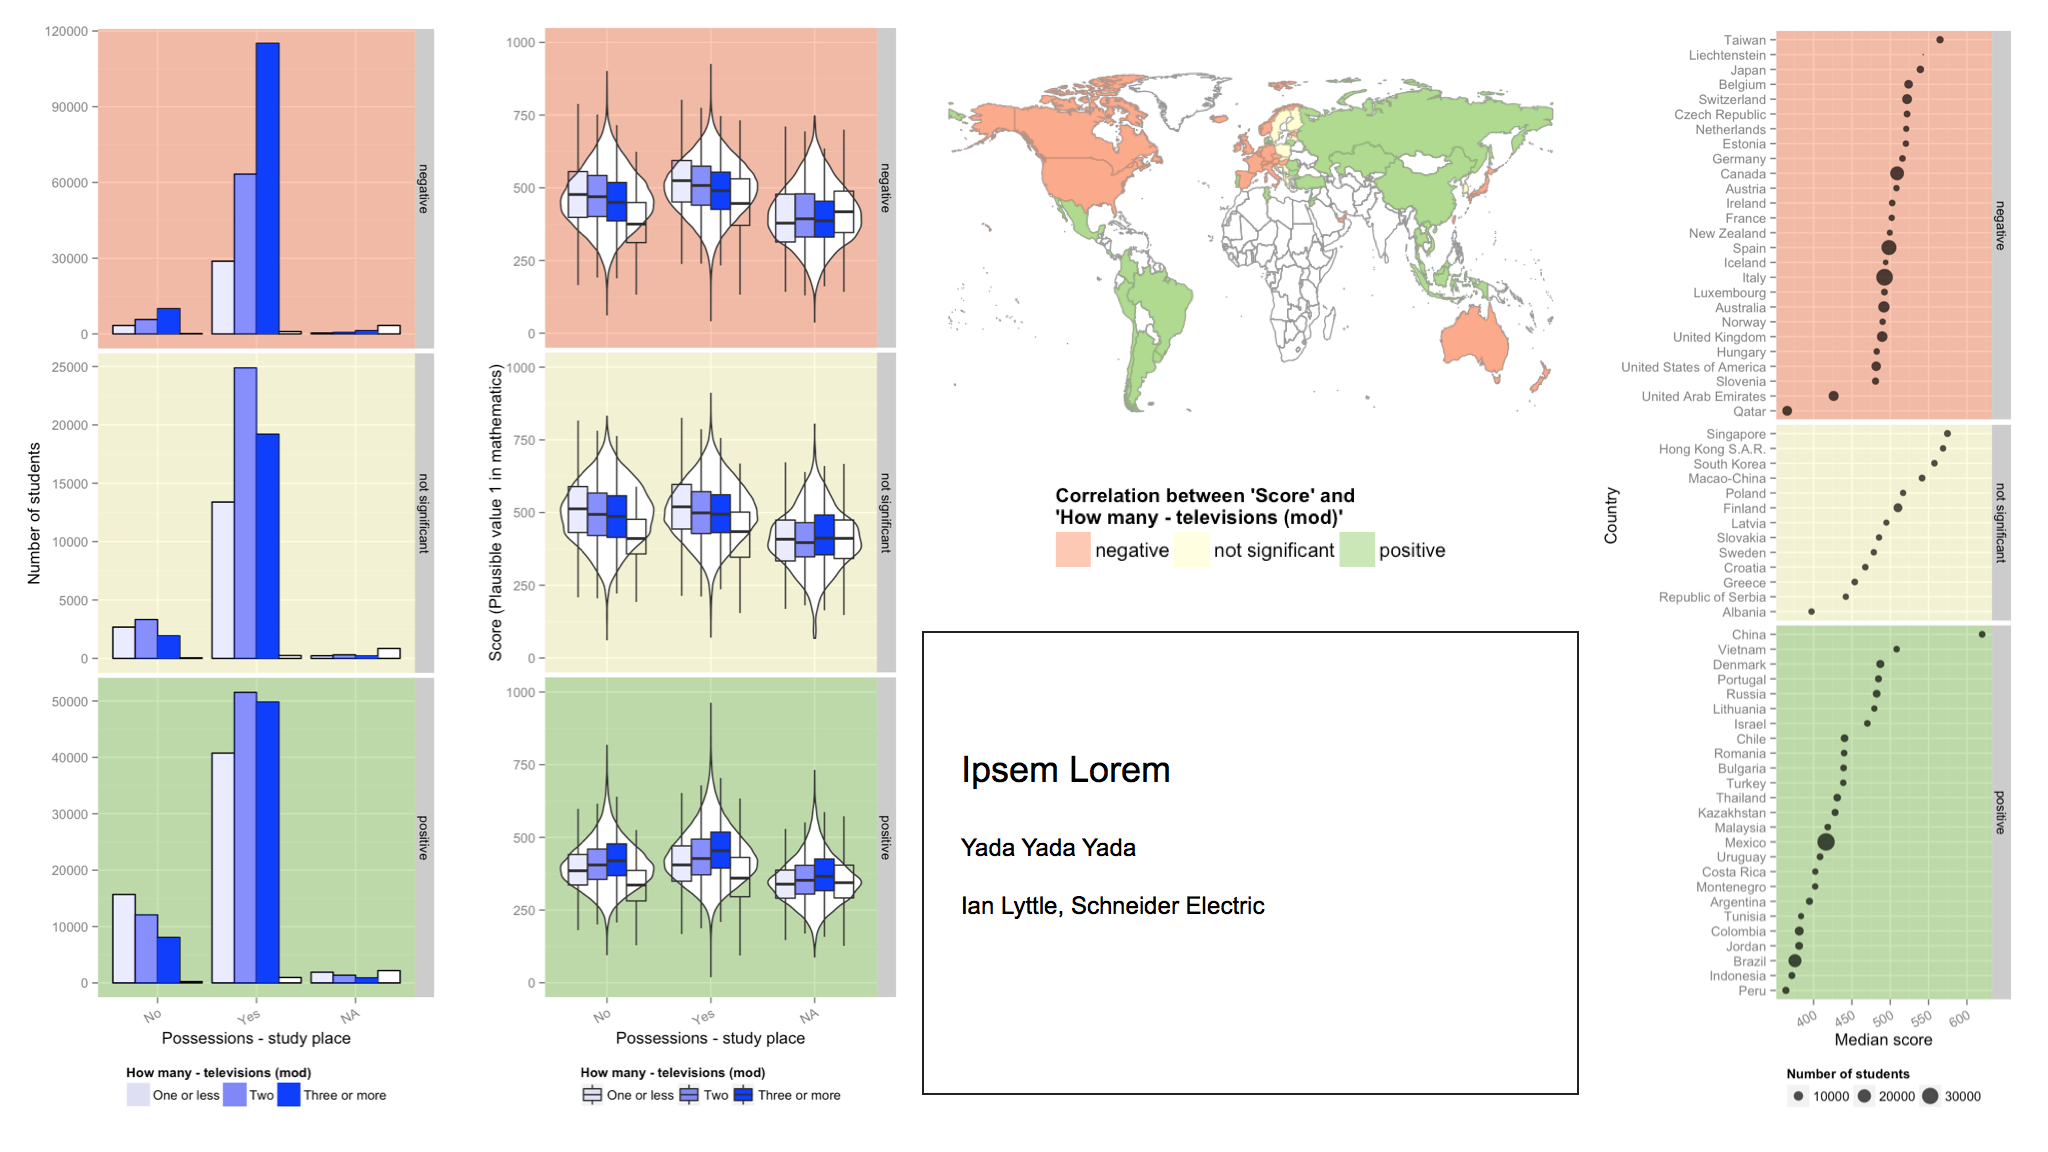 120000
90000
60000
30000
0
negative
25000
20000
15000
10000
5000
0
not significant
50000
40000
30000
20000
10000
0
positive
Number of students
No
Yes
NA
Possessions - study place
How many - televisions (mod)
One or less
Two
Three or more
1000
750
500
250
0
negative
1000
750
500
250
0
not significant
1000
750
500
250
0
positive
Score (Plausible value 1 in mathematics)
No
Yes
NA
Possessions - study place
How many - televisions (mod)
One or less
Two
Three or more
Correlation between 'Score' and
'How many - televisions (mod)'
negative
not significant
positive
Ipsem Lorem
Yada Yada Yada
Ian Lyttle, Schneider Electric
Country
Taiwan
Liechtenstein
Japan
Belgium
Switzerland
Czech Republic
Netherlands
Estonia
Germany
Canada
Austria
Ireland
France
New Zealand
Spain
Iceland
Italy
Luxembourg
Australia
Norway
United Kingdom
Hungary
United States of America
Slovenia
United Arab Emirates
Qatar
negative
Singapore
Hong Kong S.A.R.
South Korea
Macao-China
Poland
Finland
Latvia
Slovakia
Sweden
Croatia
Greece
Republic of Serbia
Albania
not significant
China
Vietnam
Denmark
Portugal
Russia
Lithuania
Israel
Chile
Romania
Bulgaria
Turkey
Thailand
Kazakhstan
Malaysia
Mexico
Uruguay
Costa Rica
Montenegro
Argentina
Tunisia
Colombia
Jordan
Brazil
Indonesia
Peru
positive
400
450
500
550
600
Median score
Number of students
10000
20000
30000